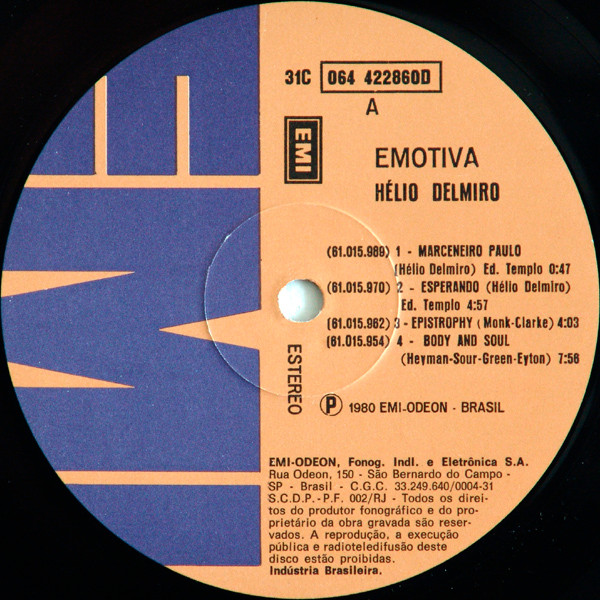 31C 064 422860D
A
EMI
EMOTIVA
HÉLIO DELMIRO
(61.015.989) 1 - MARCENEIRO PAULO
(Hélio Delmiro) Ed. Templo 0:47
(61.015.970) 2 - ESPERANDO (Hélio Delmiro)
Ed. Templo 4:57
(61.015.962) 3 - EPISTROPHY (Monk-Clarke) 4:03
(61.015.954) 4 - BODY AND SOUL
(Heyman-Sour-Green-Eyton) 7:56
ESTEREO
Ⓟ 1980 EMI-ODEON - BRASIL
EMI-ODEON, Fonog. Indl. e Eletrônica S.A.
Rua Odeon, 150 - São Bernardo do Campo -
SP - Brasil - C.G.C. 33.249.640/0004-31
S.C.D.P. - P.F. 002/RJ - Todos os direi-
tos do produtor fonográfico e do pro-
prietário da obra gravada são reser-
vados. A reprodução, a execução
pública e radioteledifusão deste
disco estão proibidas.
Indústria Brasileira.